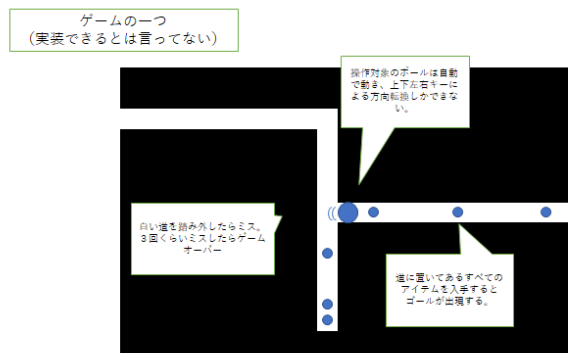 ゲームの一つ
(実装できるとは言ってない)
操作対象のボールは自動
で動き、上下左右キーに
よる方向転換しかでき
ない。
白い道を踏み外したらミス。
３回くらいミスしたらゲーム
オーバー
道に置いてあるすべての
アイテムを入手すると
ゴールが出現する。